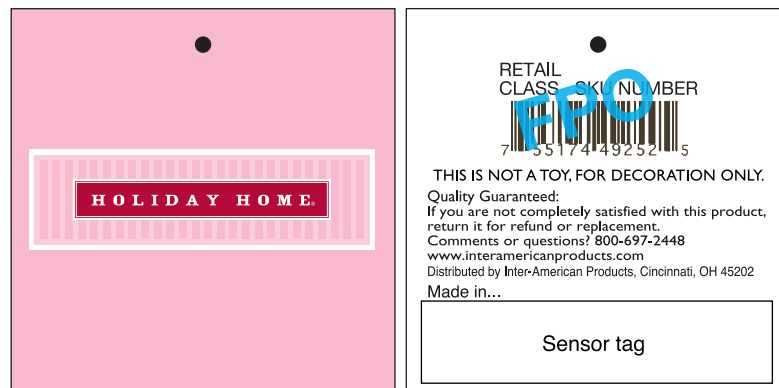 HOLIDAY HOME®
RETAIL
CLASS SKU NUMBER
FPO
7 55174 49252 5
THIS IS NOT A TOY, FOR DECORATION ONLY.
Quality Guaranteed:
If you are not completely satisfied with this product,
return it for refund or replacement.
Comments or questions? 800-697-2448
www.interamericanproducts.com
Distributed by Inter-American Products, Cincinnati, OH 45202
Made in...
Sensor tag